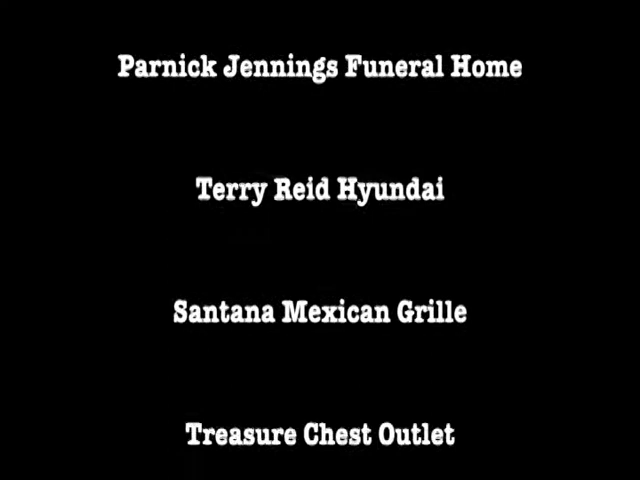 Parnick Jennings Funeral Home
Terry Reid Hyundai
Santana Mexican Grille
Treasure Chest Outlet